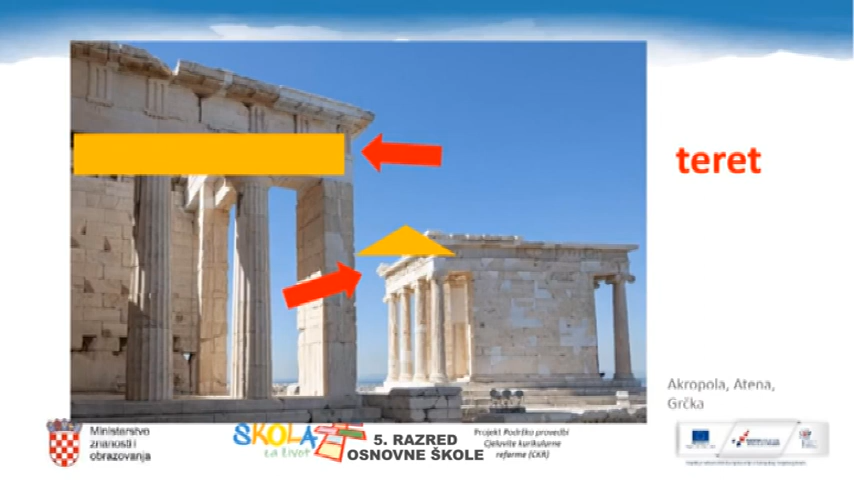 teret
Akropola, Atena,
Grčka
Ministarstvo
znanosti i
obrazovanja
ŠKOLA
za život
5. RAZRED
OSNOVNE ŠKOLE
Projekt Podrška provedbi
Cjelovite kurikularne
reforme (CKR)